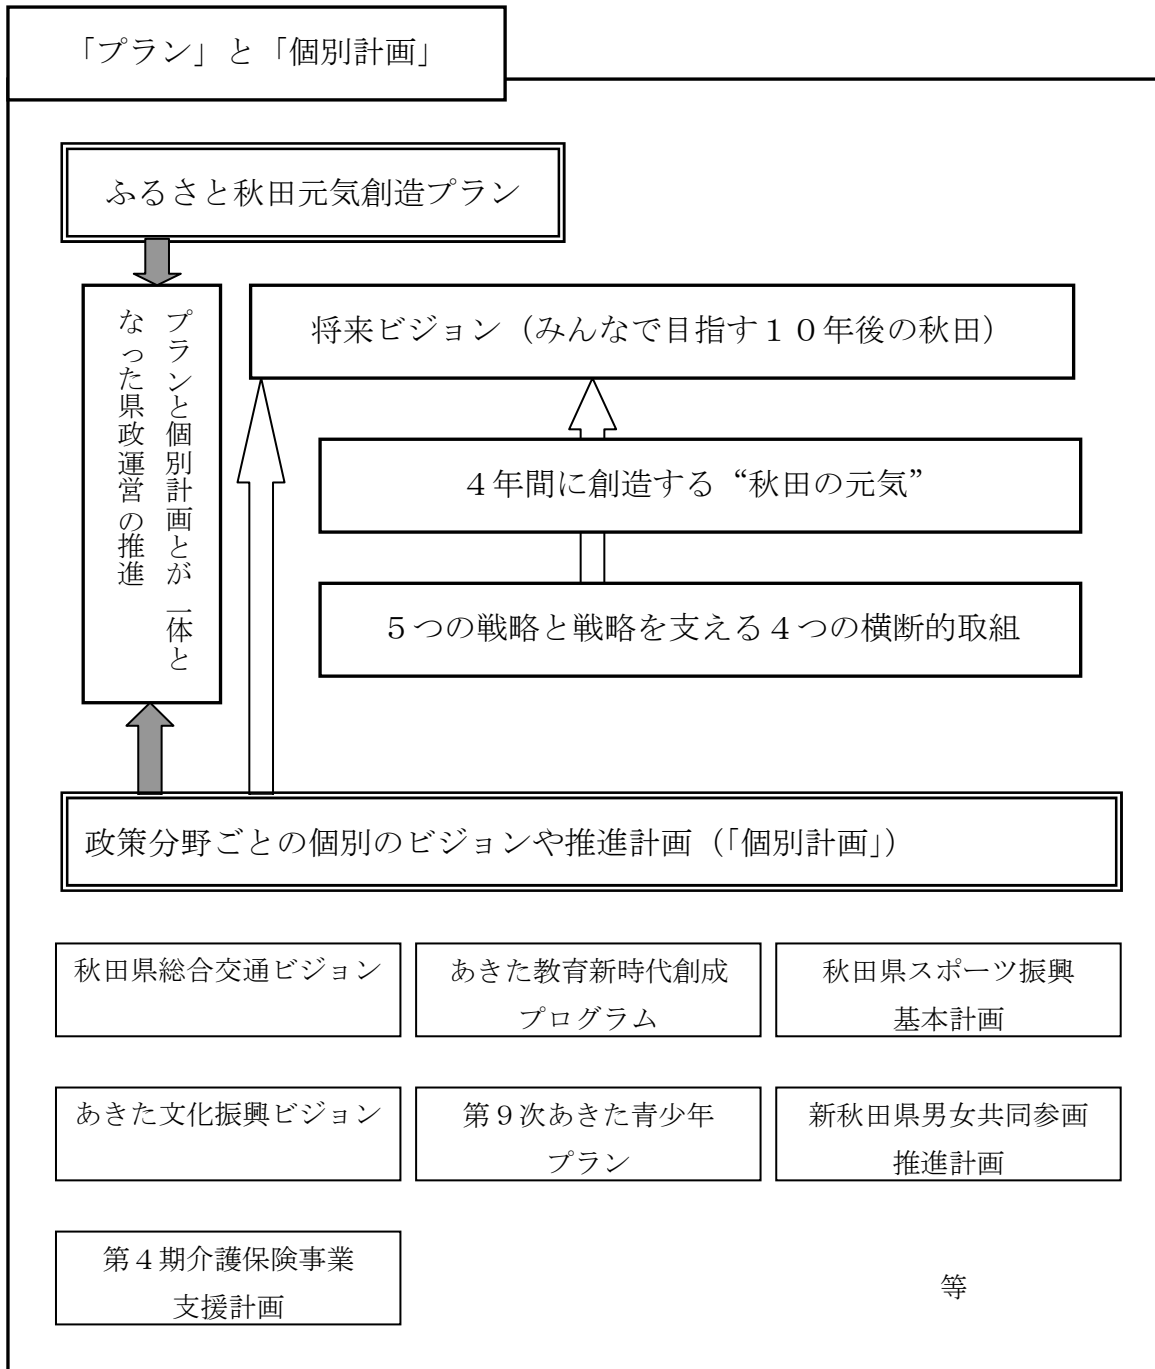 「プラン」と「個別計画」
ふるさと秋田元気創造プラン
プランと個別計画とが一体と
なった県政運営の推進
将来ビジョン（みんなで目指す１０年後の秋田）
４年間に創造する“秋田の元気”
５つの戦略と戦略を支える４つの横断的取組
政策分野ごとの個別のビジョンや推進計画（「個別計画」）
秋田県総合交通ビジョン
あきた教育新時代創成
プログラム
秋田県スポーツ振興
基本計画
あきた文化振興ビジョン
第９次あきた青少年
プラン
新秋田県男女共同参画
推進計画
第４期介護保険事業
支援計画
等